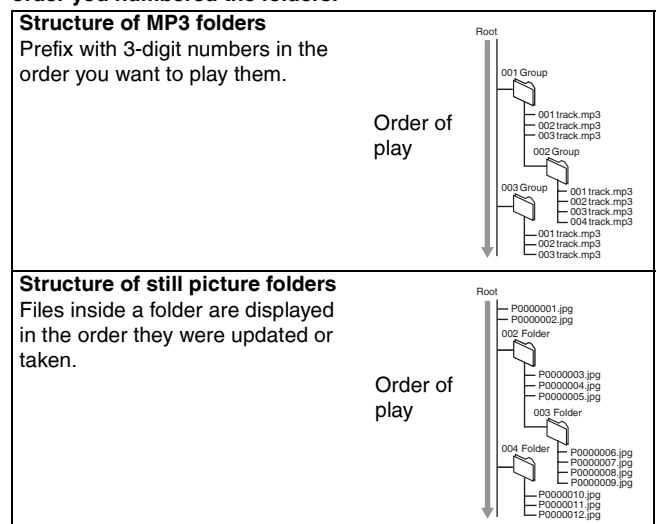 order you numbered the folders.
Structure of MP3 folders
Prefix with 3-digit numbers in the
order you want to play them.
Order of
play
Root
001 Group
001 track.mp3
002 track.mp3
003 track.mp3
002 Group
001 track.mp3
002 track.mp3
003 track.mp3
004 track.mp3
003 Group
001 track.mp3
002 track.mp3
003 track.mp3
Structure of still picture folders
Files inside a folder are displayed
in the order they were updated or
taken.
Order of
play
Root
P0000001.jpg
P0000002.jpg
002 Folder
P0000003.jpg
P0000004.jpg
P0000005.jpg
003 Folder
P0000006.jpg
P0000007.jpg
P0000008.jpg
P0000009.jpg
004 Folder
P0000010.jpg
P0000011.jpg
P0000012.jpg